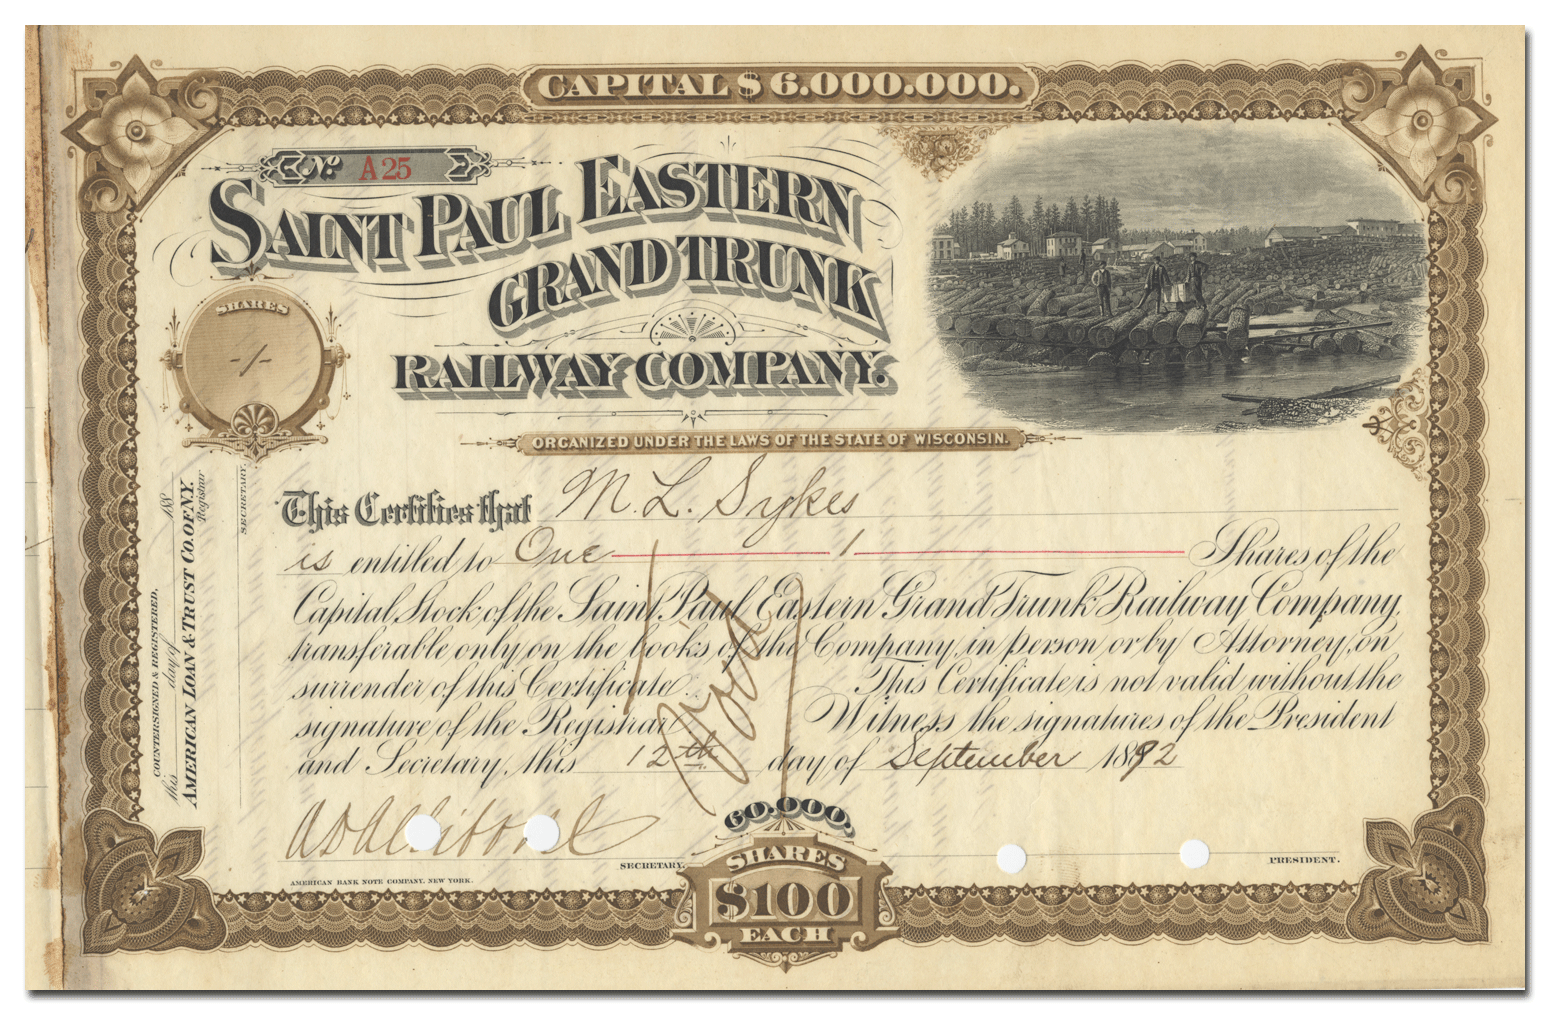 CAPITAL $6.000.000.
No. A25
SAINT PAUL EASTERN
GRAND TRUNK
RAILWAY COMPANY.
SHARES
-1-
ORGANIZED UNDER THE LAWS OF THE STATE OF WISCONSIN.
This Certifies that M. L. Sykes
is entitled to One 1 Shares of the
Capital Stock of the Saint Paul Eastern Grand Trunk Railway Company,
transferable only on the books of the Company, in person or by Attorney, on
surrender of this Certificate. This Certificate is not valid without the
signature of the Registrar. Witness the signatures of the President
and Secretary, this 12th day of September 1892
Void
SECRETARY.
PRESIDENT.
AMERICAN BANK NOTE COMPANY, NEW YORK.
60.000.
SHARES
$100
EACH
COUNTERSIGNED & REGISTERED,
this day of 188
AMERICAN LOAN & TRUST CO. OF N.Y.
Registrar
SECRETARY.